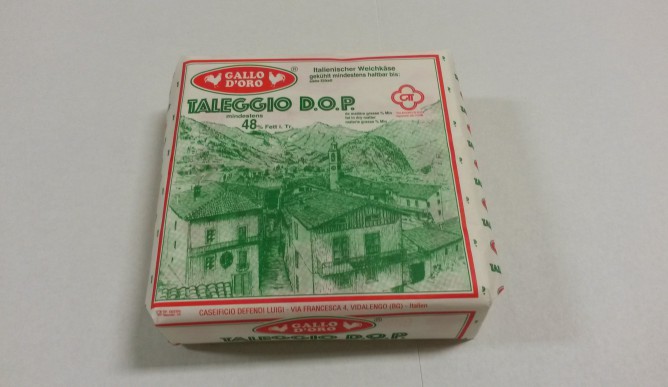 GALLO
D'ORO
®
Italienischer Weichkäse
gekühlt mindestens haltbar bis:
TALEGGIO D.O.P.
mindestens
48% Fett i. Tr.
CASEIFICIO DEFENDI LUIGI - VIA FRANCESCA 4, VIDALENGO (BG) - Italien
GALLO
D'ORO
®
TALEGGIO D.O.P.